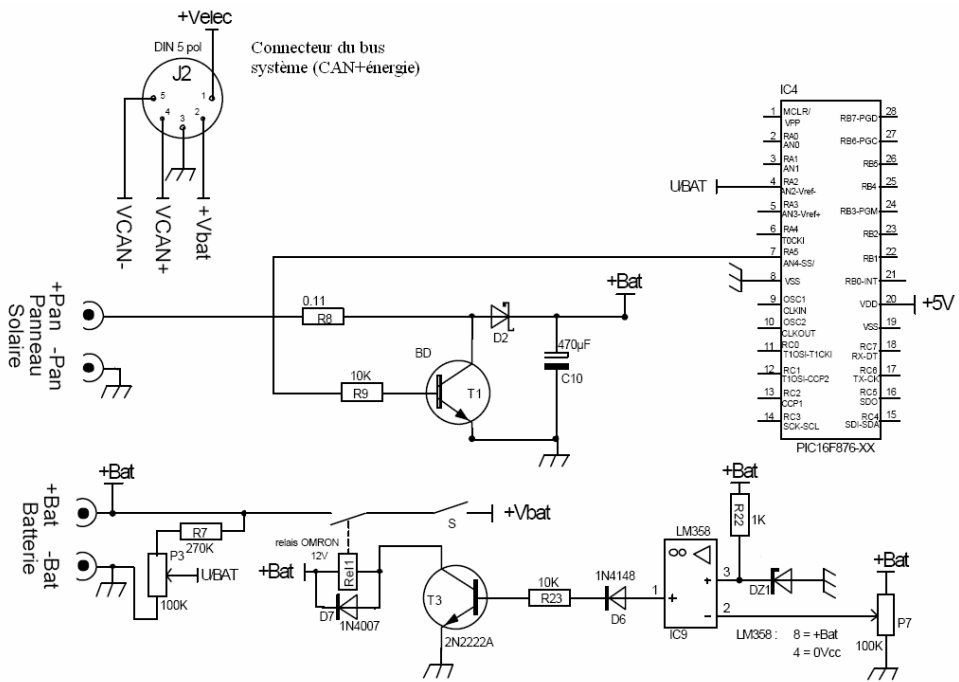 +Velec
DIN 5 pol
J2
Connecteur du bus
système (CAN+énergie)
5
1
4
2
3
VCAN-
VCAN+
+Vbat
IC4
1 MCLR/ VPP
2 RA0 AN0
3 RA1 AN1
UBAT
4 RA2 AN2-Vref-
5 RA3 AN3-Vref+
6 RA4 T0CKI
7 RA5 AN4-SS/
8 VSS
9 OSC1 CLKIN
10 OSC2 CLKOUT
11 RC0 T1OSI-T1CKI
12 RC1 T1OSI-CCP2
13 RC2 CCP1
14 RC3 SCK-SCL
RB7-PGD 28
RB6-PGC 27
RB5 26
RB4 25
RB3-PGM 24
RB2 23
RB1 22
RB0-INT 21
VDD 20
+5V
VSS 19
RC7 RX-DT 18
RC6 TX-CK 17
RC5 SDO 16
RC4 SDI-SDA 15
PIC16F876-XX
+Pan -Pan
Panneau
Solaire
0.11
R8
BD
10K
R9
T1
D2
470µF
C10
+Bat
+Bat
+Bat -Bat
Batterie
R7
270K
P3
UBAT
100K
S
+Vbat
relais OMRON
12V
+Bat
Rel1
D7
1N4007
T3
2N2222A
10K
R23
1N4148
D6
LM358
∞
1
+
+
-
3
2
IC9
+Bat
R22
1K
DZ1
LM358 : 8 = +Bat
4 = 0Vcc
+Bat
P7
100K